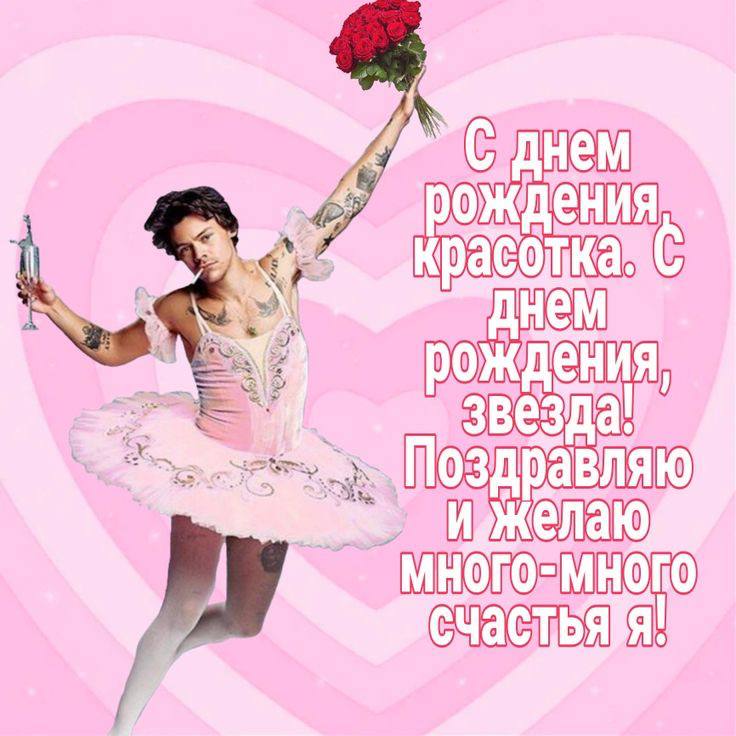 С днем
рождения,
красотка. С
днем
рождения,
звезда!
Поздравляю
и желаю
много-много
счастья я!